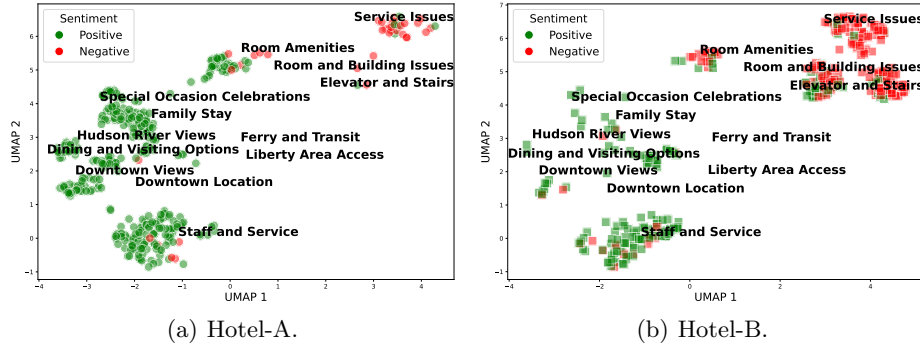 Sentiment
Positive
Negative
Service Issues
Room Amenities
Room and Building Issues
Elevator and Stairs
Special Occasion Celebrations
Family Stay
Hudson River Views
Ferry and Transit
Dining and Visiting Options
Liberty Area Access
Downtown Views
Downtown Location
Staff and Service
UMAP 2
6
5
4
3
2
1
0
−1
−4
−3
−2
−1
0
1
2
3
4
UMAP 1
(a) Hotel-A.
Sentiment
Positive
Negative
Service Issues
Room Amenities
Room and Building Issues
Elevator and Stairs
Special Occasion Celebrations
Family Stay
Hudson River Views
Ferry and Transit
Dining and Visiting Options
Liberty Area Access
Downtown Views
Downtown Location
Staff and Service
UMAP 2
7
6
5
4
3
2
1
0
−1
−4
−2
0
2
4
UMAP 1
(b) Hotel-B.